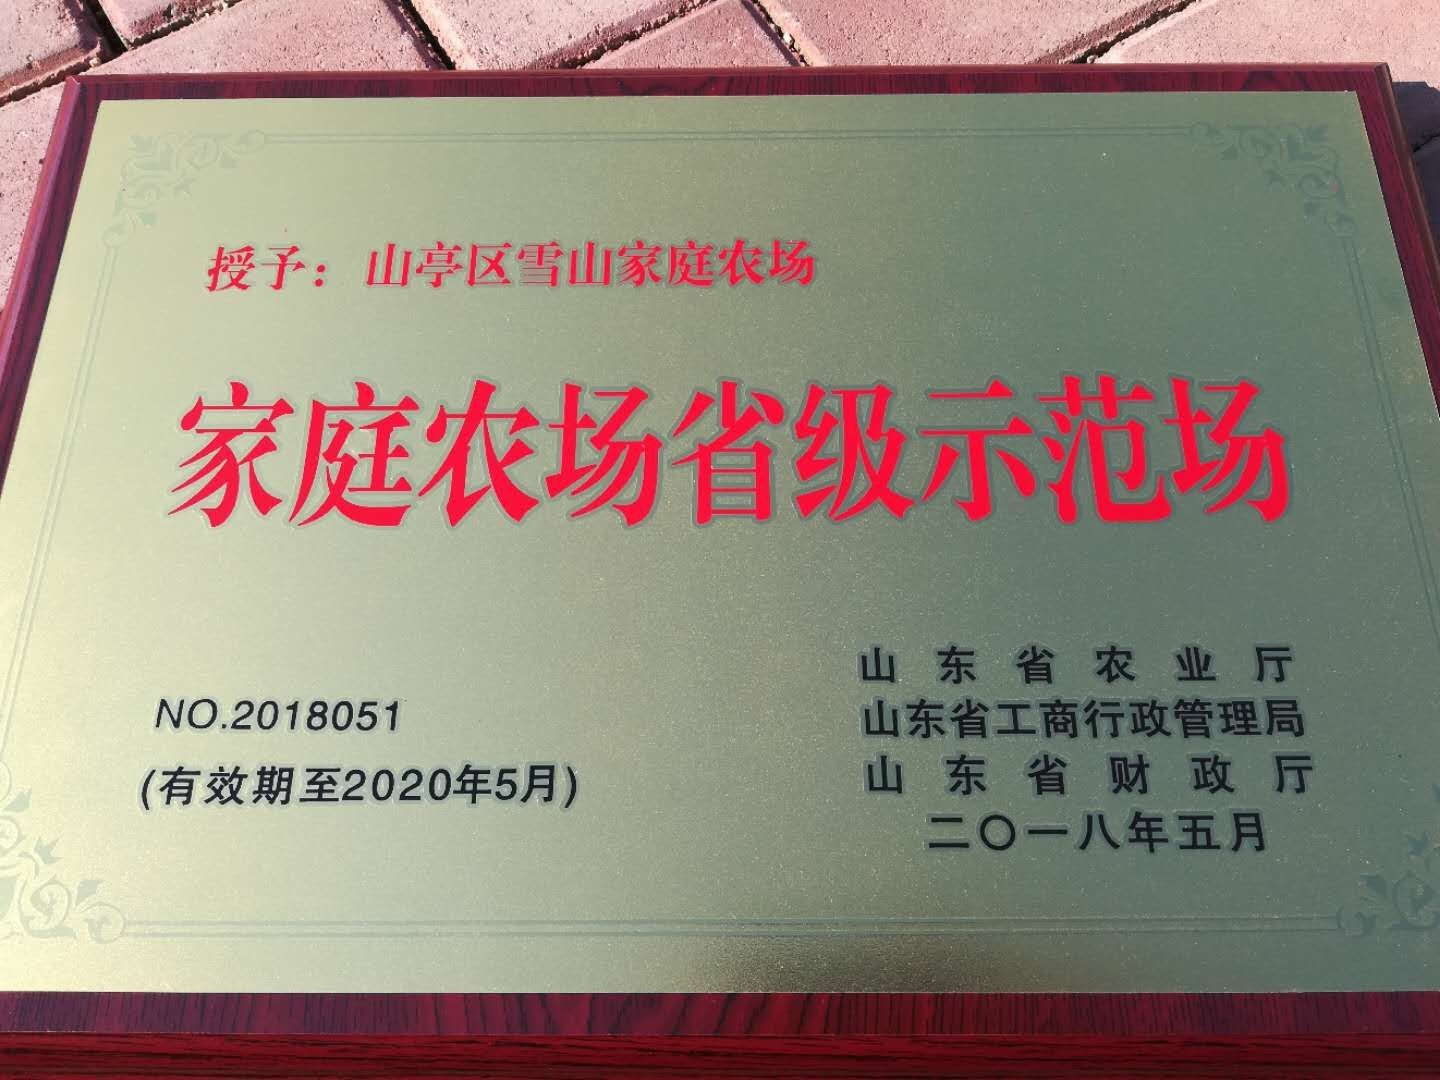 授予：山亭区雪山家庭农场
家庭农场省级示范场
NO.2018051
(有效期至2020年5月)
山东省农业厅
山东省工商行政管理局
山东省财政厅
二〇一八年五月